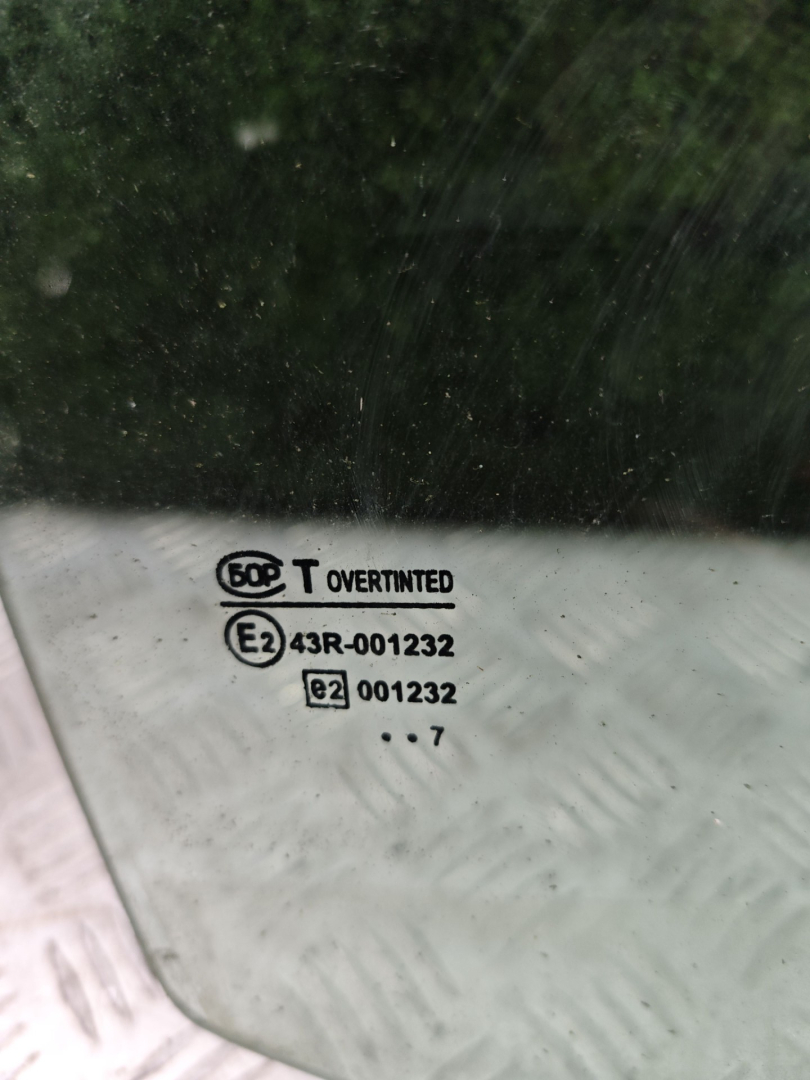 БОР T OVERTINTED
E2 43R-001232
e2 001232
• • 7